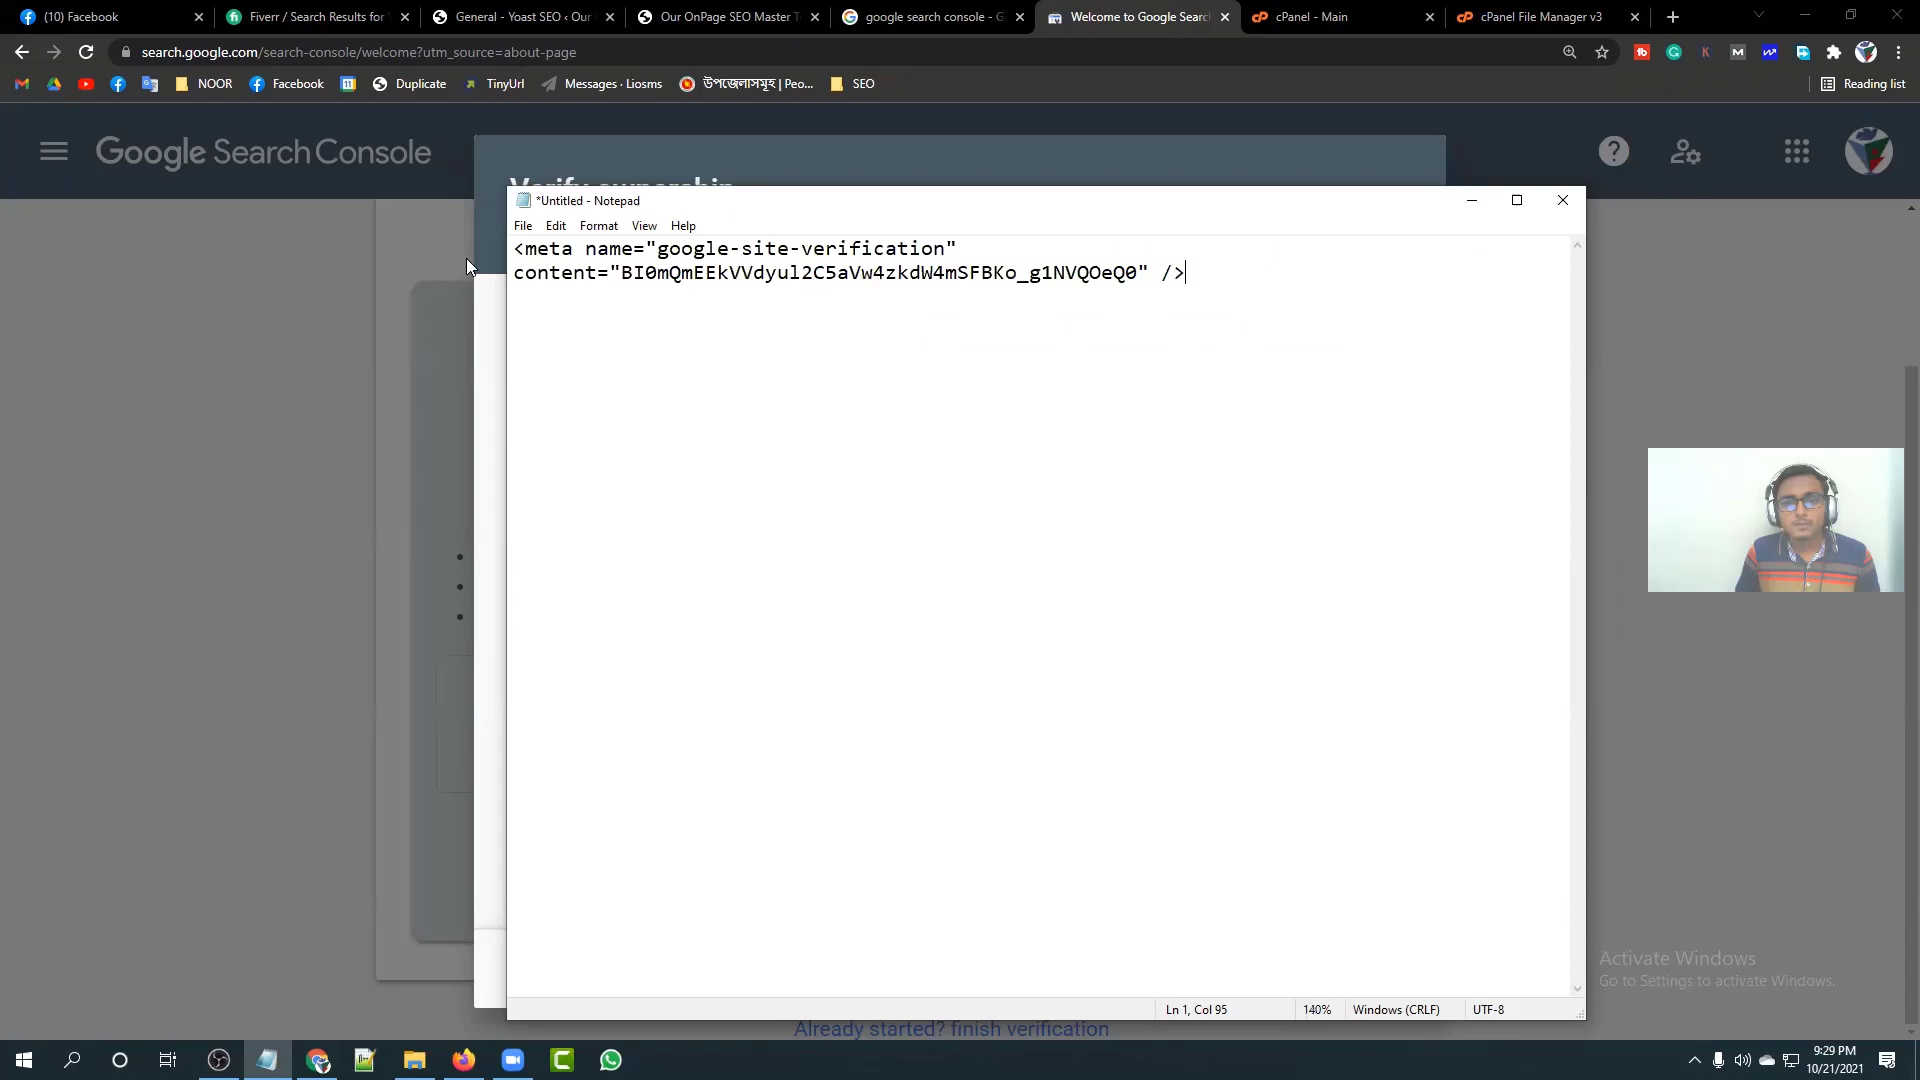 (10) Facebook
Fiverr / Search Results for '
General - Yoast SEO ‹ Our
Our OnPage SEO Master T
google search console - G
Welcome to Google Search
cPanel - Main
cPanel File Manager v3
search.google.com/search-console/welcome?utm_source=about-page
NOOR
Facebook
Duplicate
TinyUrl
Messages · Liosms
উপজেলাসমূহ | Peo...
SEO
Reading list
Google Search Console
Verify ownership
*Untitled - Notepad
File Edit Format View Help
<meta name="google-site-verification"
content="BI0mQmEEkVVdyul2C5aVw4zkdW4mSFBKo_g1NVQOeQ0" />
Activate Windows
Go to Settings to activate Windows.
Ln 1, Col 95
140%
Windows (CRLF)
UTF-8
Already started? finish verification
9:29 PM
10/21/2021